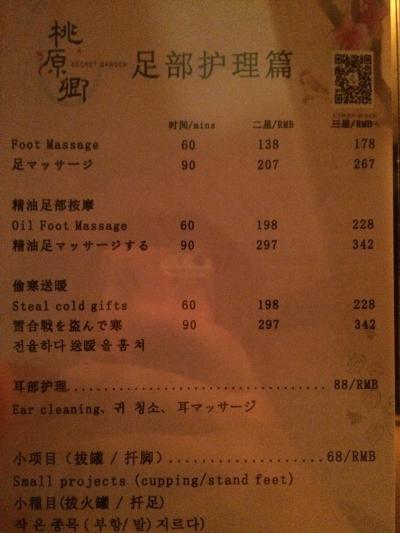 桃原卿
SECRET GARDEN
足部护理篇
时间/mins 二星/RMB 三星/RMB
Foot Massage 60 138 178
足マッサージ 90 207 267
精油足部按摩
Oil Foot Massage 60 198 228
精油足マッサージする 90 297 342
偷寒送暖
Steal cold gifts 60 198 228
雪合戦を盗んで寒 90 297 342
전율하다 送暖 을 훔쳐
耳部护理................................ 88/RMB
Ear cleaning、귀 청소、耳マッサージ
小项目（拔罐 / 扦脚）....................68/RMB
Small projects (cupping/stand feet)
小種目(拔火罐 / 扦足)
작은 종목 ( 부항/ 발) 지르다)